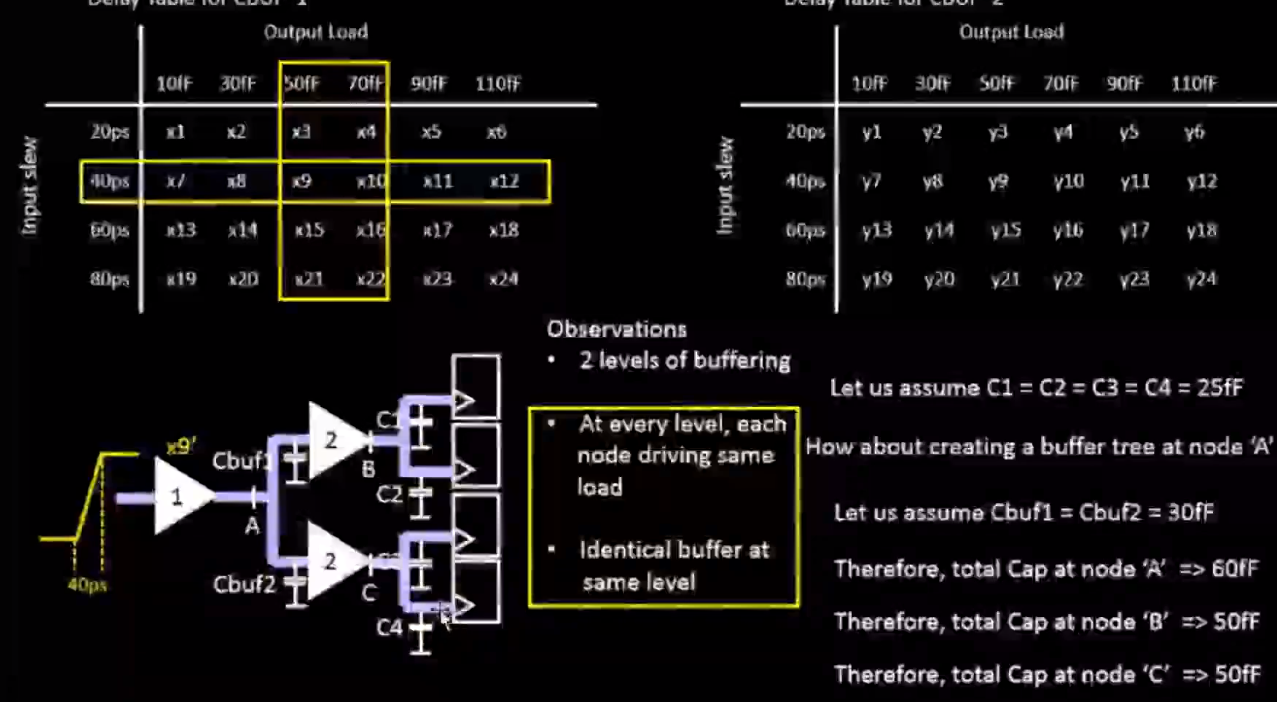 Delay Table for CBUF '1'
Output Load
10fF 30fF 50fF 70fF 90fF 110fF
Input slew
20ps x1 x2 x3 x4 x5 x6
40ps x7 x8 x9 x10 x11 x12
60ps x13 x14 x15 x16 x17 x18
80ps x19 x20 x21 x22 x23 x24
Delay Table for CBUF '2'
Output Load
10fF 30fF 50fF 70fF 90fF 110fF
Input slew
20ps y1 y2 y3 y4 y5 y6
40ps y7 y8 y9 y10 y11 y12
60ps y13 y14 y15 y16 y17 y18
80ps y19 y20 y21 y22 y23 y24
x9'
40ps
1
A
Cbuf1
2
B
C1
C2
Cbuf2
2
C
C3
C4
Observations
• 2 levels of buffering
• At every level, each
node driving same
load
• Identical buffer at
same level
Let us assume C1 = C2 = C3 = C4 = 25fF
How about creating a buffer tree at node 'A'
Let us assume Cbuf1 = Cbuf2 = 30fF
Therefore, total Cap at node 'A' => 60fF
Therefore, total Cap at node 'B' => 50fF
Therefore, total Cap at node 'C' => 50fF